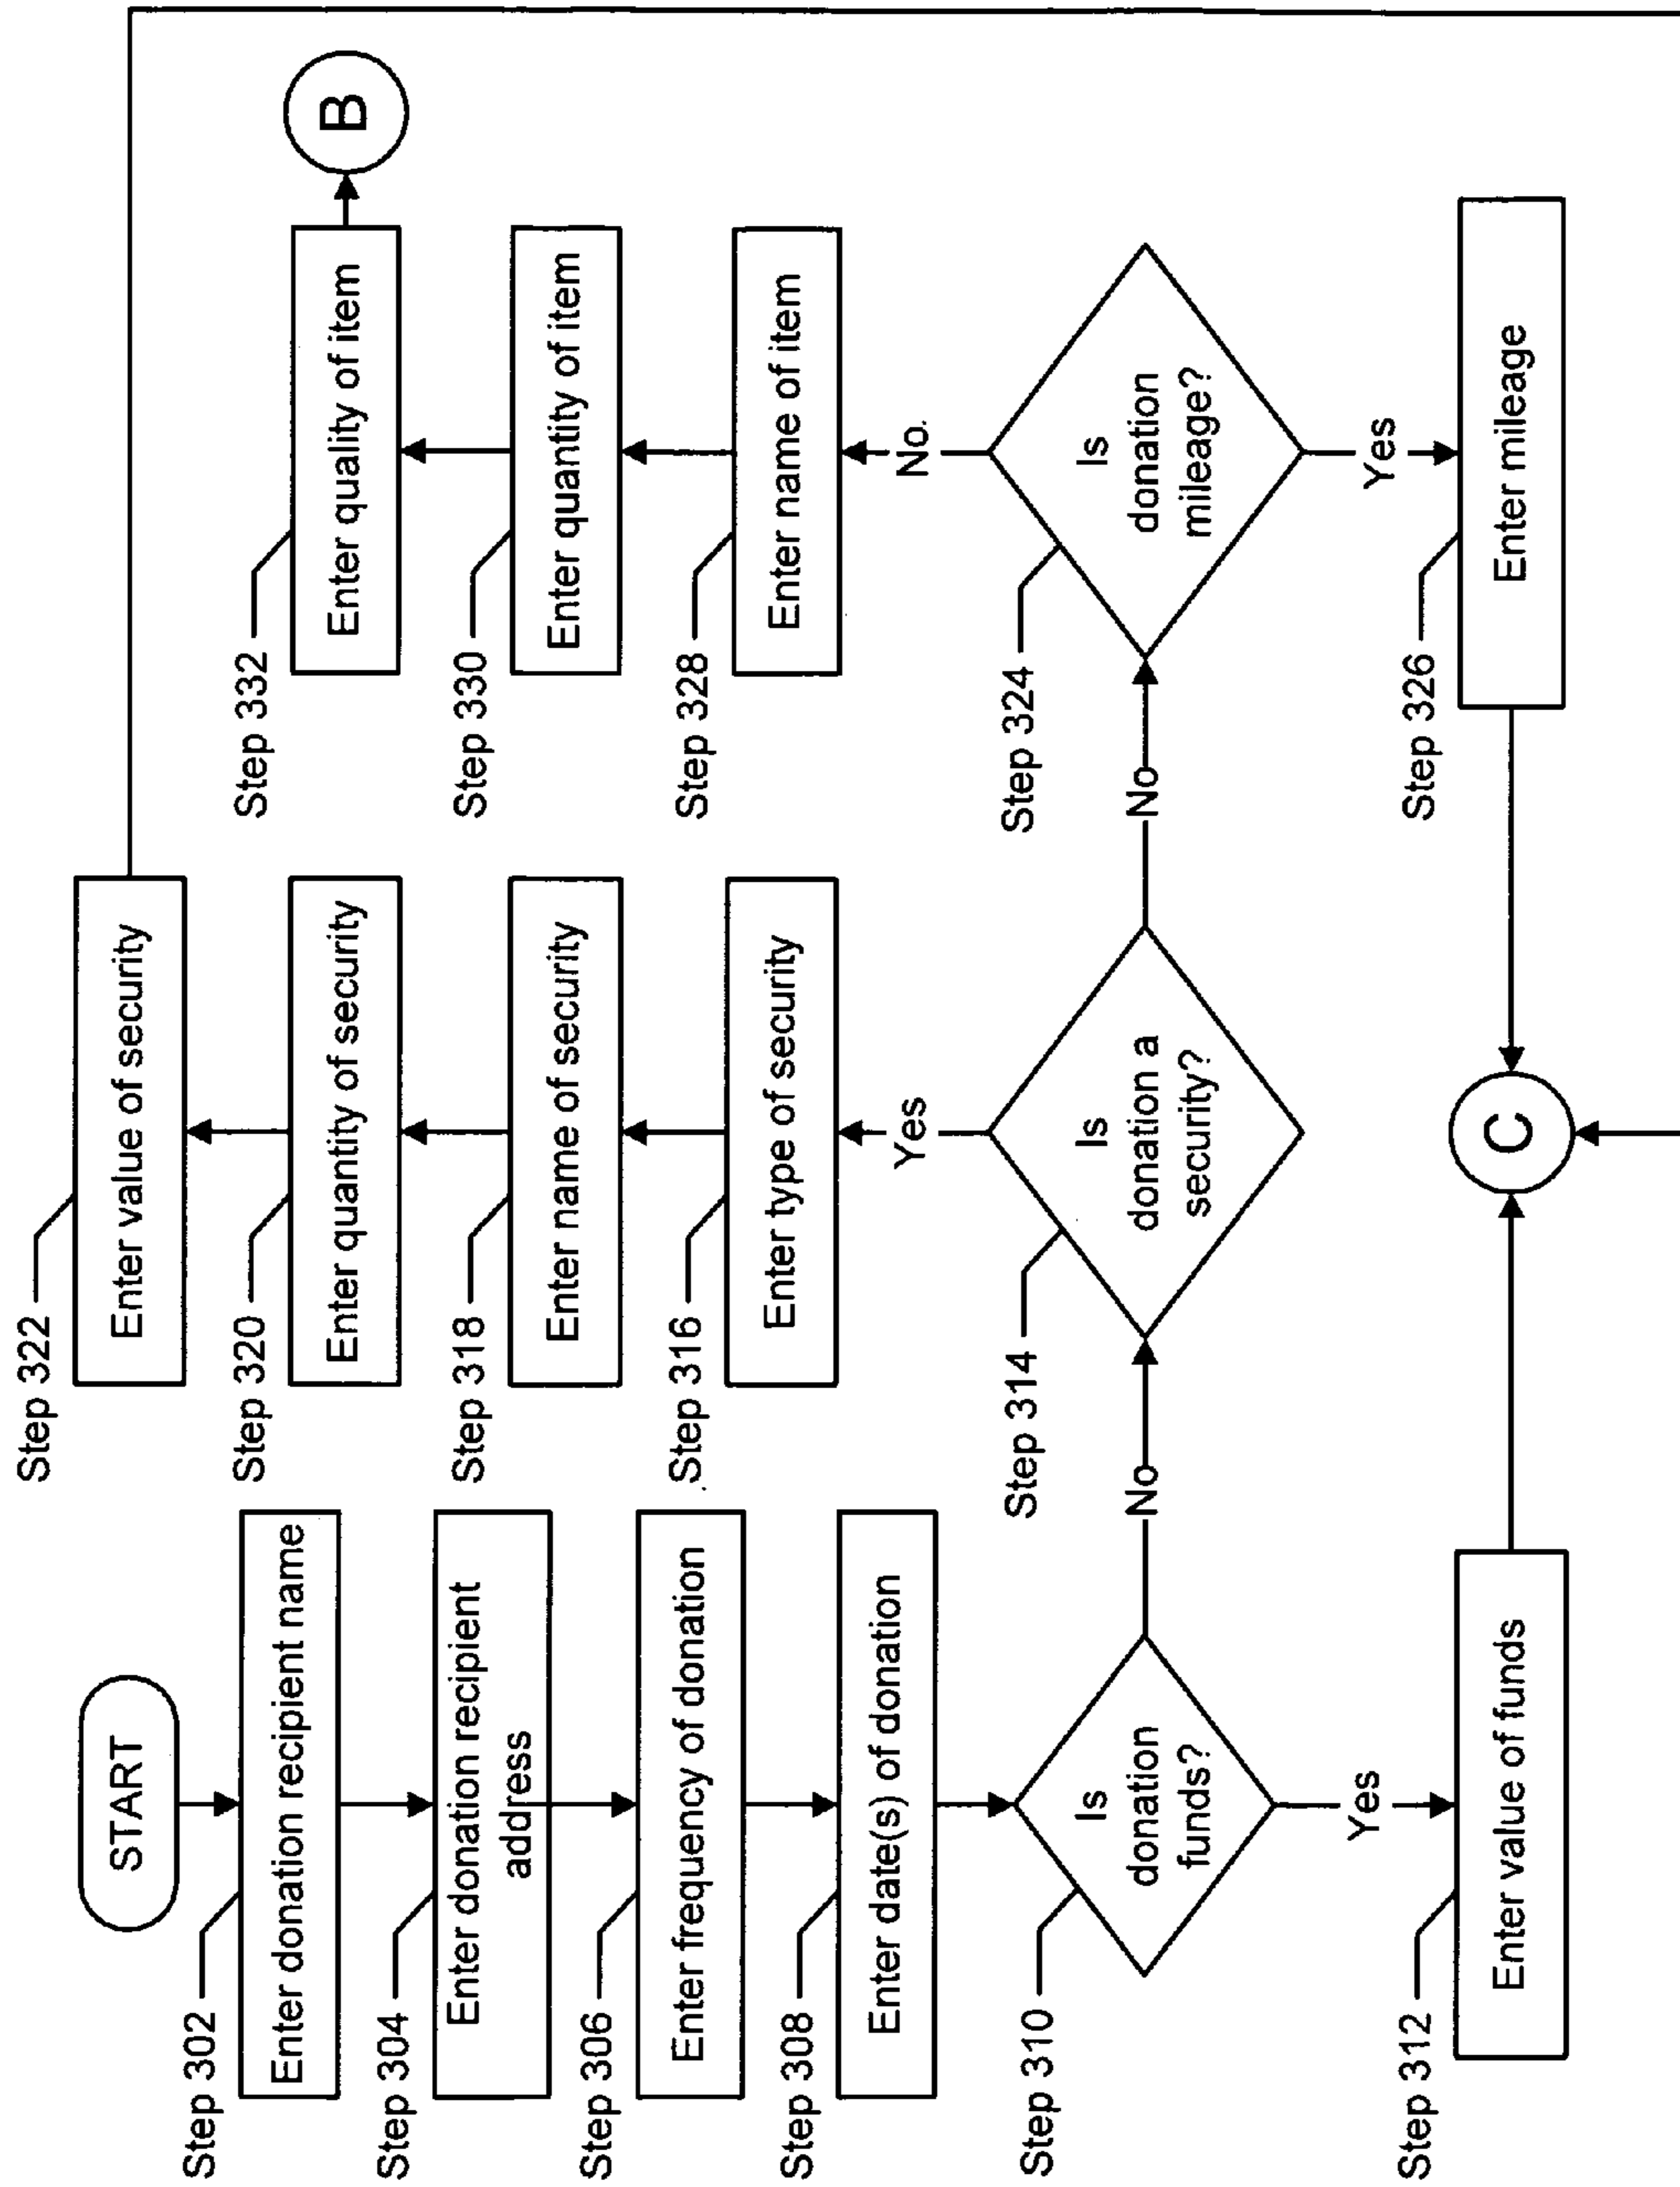 START
Step 302
Enter donation recipient name
Step 304
Enter donation recipient
address
Step 306
Enter frequency of donation
Step 308
Enter date(s) of donation
Step 310
Is
donation
funds?
No
Yes
Step 312
Enter value of funds
Step 314
Is
donation a
security?
Yes
No
Step 316
Enter type of security
Step 318
Enter name of security
Step 320
Enter quantity of security
Step 322
Enter value of security
Step 324
Is
donation
mileage?
Yes
No.
Step 326
Enter mileage
Step 328
Enter name of item
Step 330
Enter quantity of item
Step 332
Enter quality of item
B
C